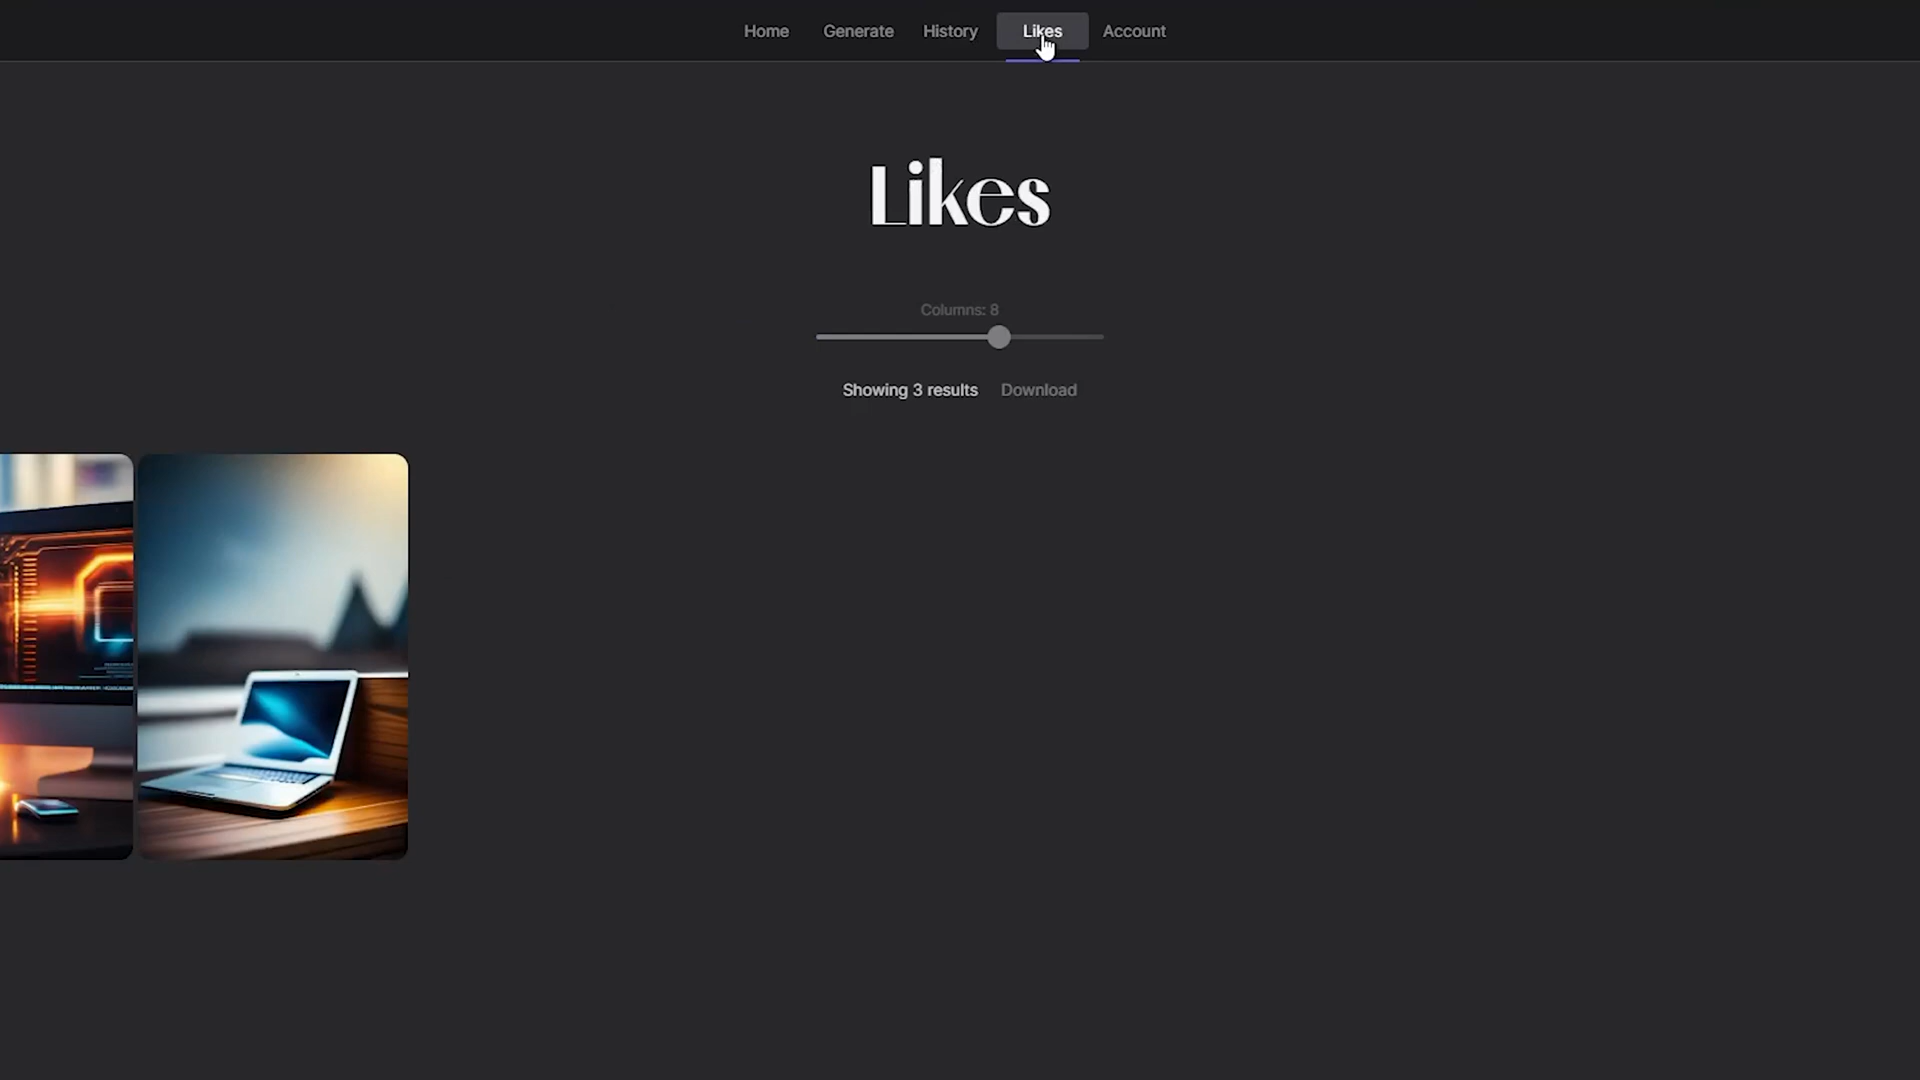 Home Generate History Likes Account
Likes
Columns: 8
Showing 3 results Download